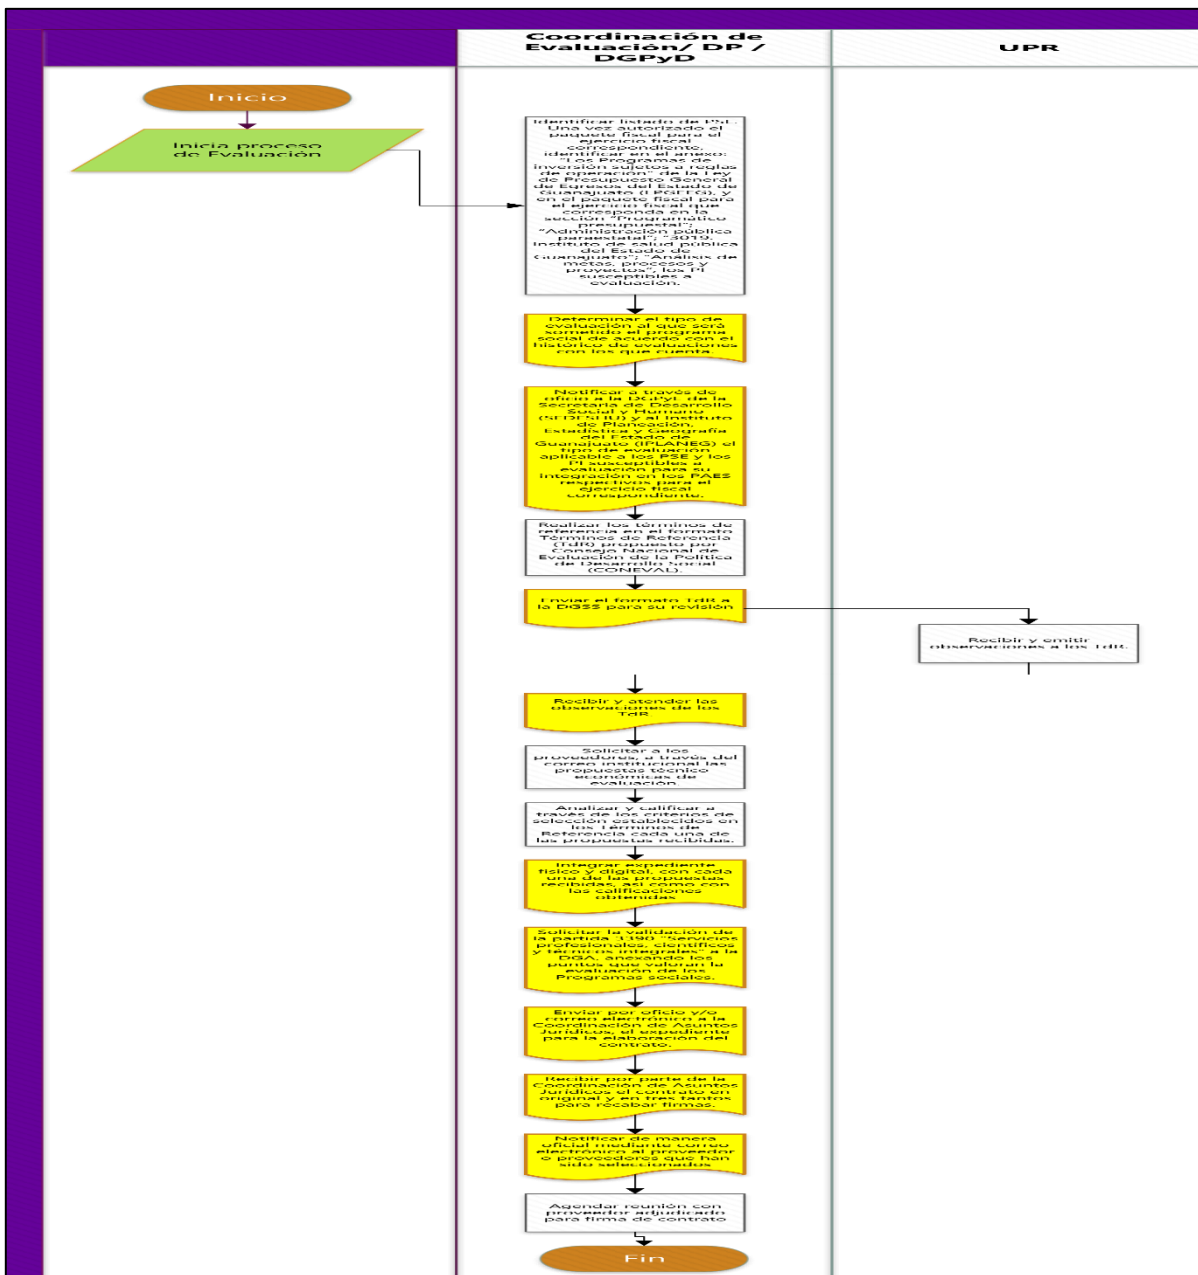 Coordinación de
Evaluación/ DP /
DGPyD
UPR
Inicio
Inicia proceso
de Evaluación
Identificar listado de PSE.
Una vez autorizado el
paquete fiscal para el
ejercicio fiscal
correspondiente,
identificar en el anexo:
"Los Programas de
inversión sujetos a reglas
de operación" de la Ley
de Presupuesto General
de Egresos del Estado de
Guanajuato (LPGEEG), y
en el paquete fiscal para
el ejercicio fiscal que
corresponda en la
sección "Programático
presupuestal";
"Administración pública
paraestatal"; "3019.
Instituto de salud pública
del Estado de
Guanajuato"; "Análisis de
metas, procesos y
proyectos", los PI
susceptibles a
evaluación.
Determinar el tipo de
evaluación al que será
sometido el programa
social de acuerdo con el
histórico de evaluaciones
con los que cuenta.
Notificar a través de
oficio a la DGPyE de la
Secretaría de Desarrollo
Social y Humano
(SEDESHU) y al Instituto
de Planeación,
Estadística y Geografía
del Estado de
Guanajuato (IPLANEG) el
tipo de evaluación
aplicable a los PSE y los
PI susceptibles a
evaluación para su
integración en los PAES
respectivos para el
ejercicio fiscal
correspondiente.
Realizar los términos de
referencia en el formato
Términos de Referencia
(TdR) propuesto por
Consejo Nacional de
Evaluación de la Política
de Desarrollo Social
(CONEVAL).
Enviar el formato TdR a
la DGSS para su revisión
Recibir y emitir
observaciones a los TdR.
Recibir y atender las
observaciones de los
TdR
Solicitar a los
proveedores, a través del
correo institucional las
propuestas técnico
económicas de
evaluación.
Analizar y calificar a
través de los criterios de
selección establecidos en
los Términos de
Referencia cada una de
las propuestas recibidas.
Integrar expediente
físico y digital, con cada
una de las propuestas
recibidas, así como con
las calificaciones
obtenidas
Solicitar la validación de
la partida 3390 "Servicios
profesionales, científicos
y técnicos integrales" a la
DGA, anexando los
puntos que valoran la
evaluación de los
Programas sociales.
Enviar por oficio y/o
correo electrónico a la
Coordinación de Asuntos
Jurídicos, el expediente
para la elaboración del
contrato.
Recibir por parte de la
Coordinación de Asuntos
Jurídicos el contrato en
original y en tres tantos
para recabar firmas.
Notificar de manera
oficial mediante correo
electrónico al proveedor
o proveedores que han
sido seleccionados
Agendar reunión con
proveedor adjudicado
para firma de contrato
Fin